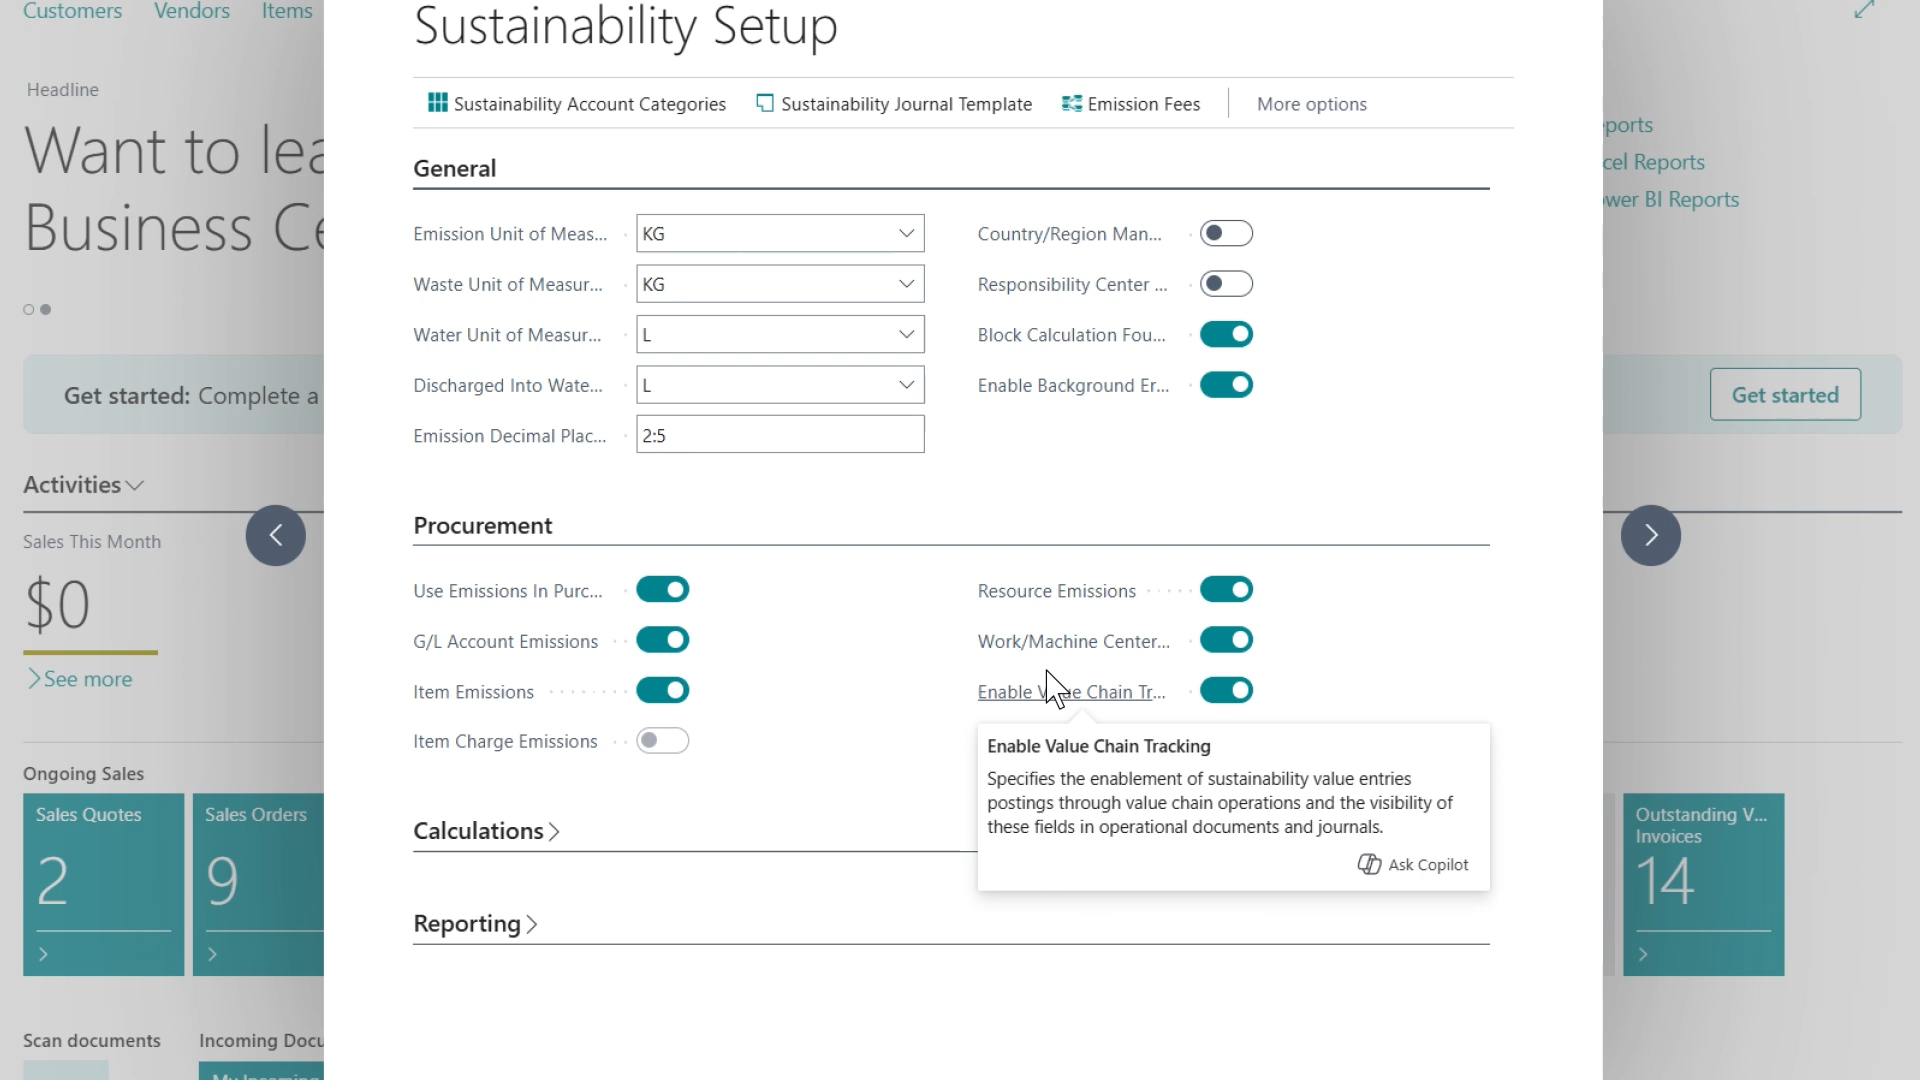 Customers Vendors Items
Sustainability Setup
Sustainability Account Categories Sustainability Journal Template Emission Fees More options
Headline
Want to lea
Business Ce
ports
cel Reports
wer BI Reports
General
Emission Unit of Meas... KG
Country/Region Man...
Waste Unit of Measur... KG
Responsibility Center ...
Water Unit of Measur... L
Block Calculation Fou...
Discharged Into Wate... L
Enable Background Er...
Emission Decimal Plac... 2:5
Get started: Complete a
Get started
Activities
Sales This Month
$0
See more
Procurement
Use Emissions In Purc...
Resource Emissions
G/L Account Emissions
Work/Machine Center...
Item Emissions
Enable Chain Tr...
Item Charge Emissions
Enable Value Chain Tracking
Specifies the enablement of sustainability value entries
postings through value chain operations and the visibility of
these fields in operational documents and journals.
Ask Copilot
Calculations
Reporting
Ongoing Sales
Sales Quotes
2
Sales Orders
9
Outstanding V...
Invoices
14
Scan documents
Incoming Docu
My Incoming